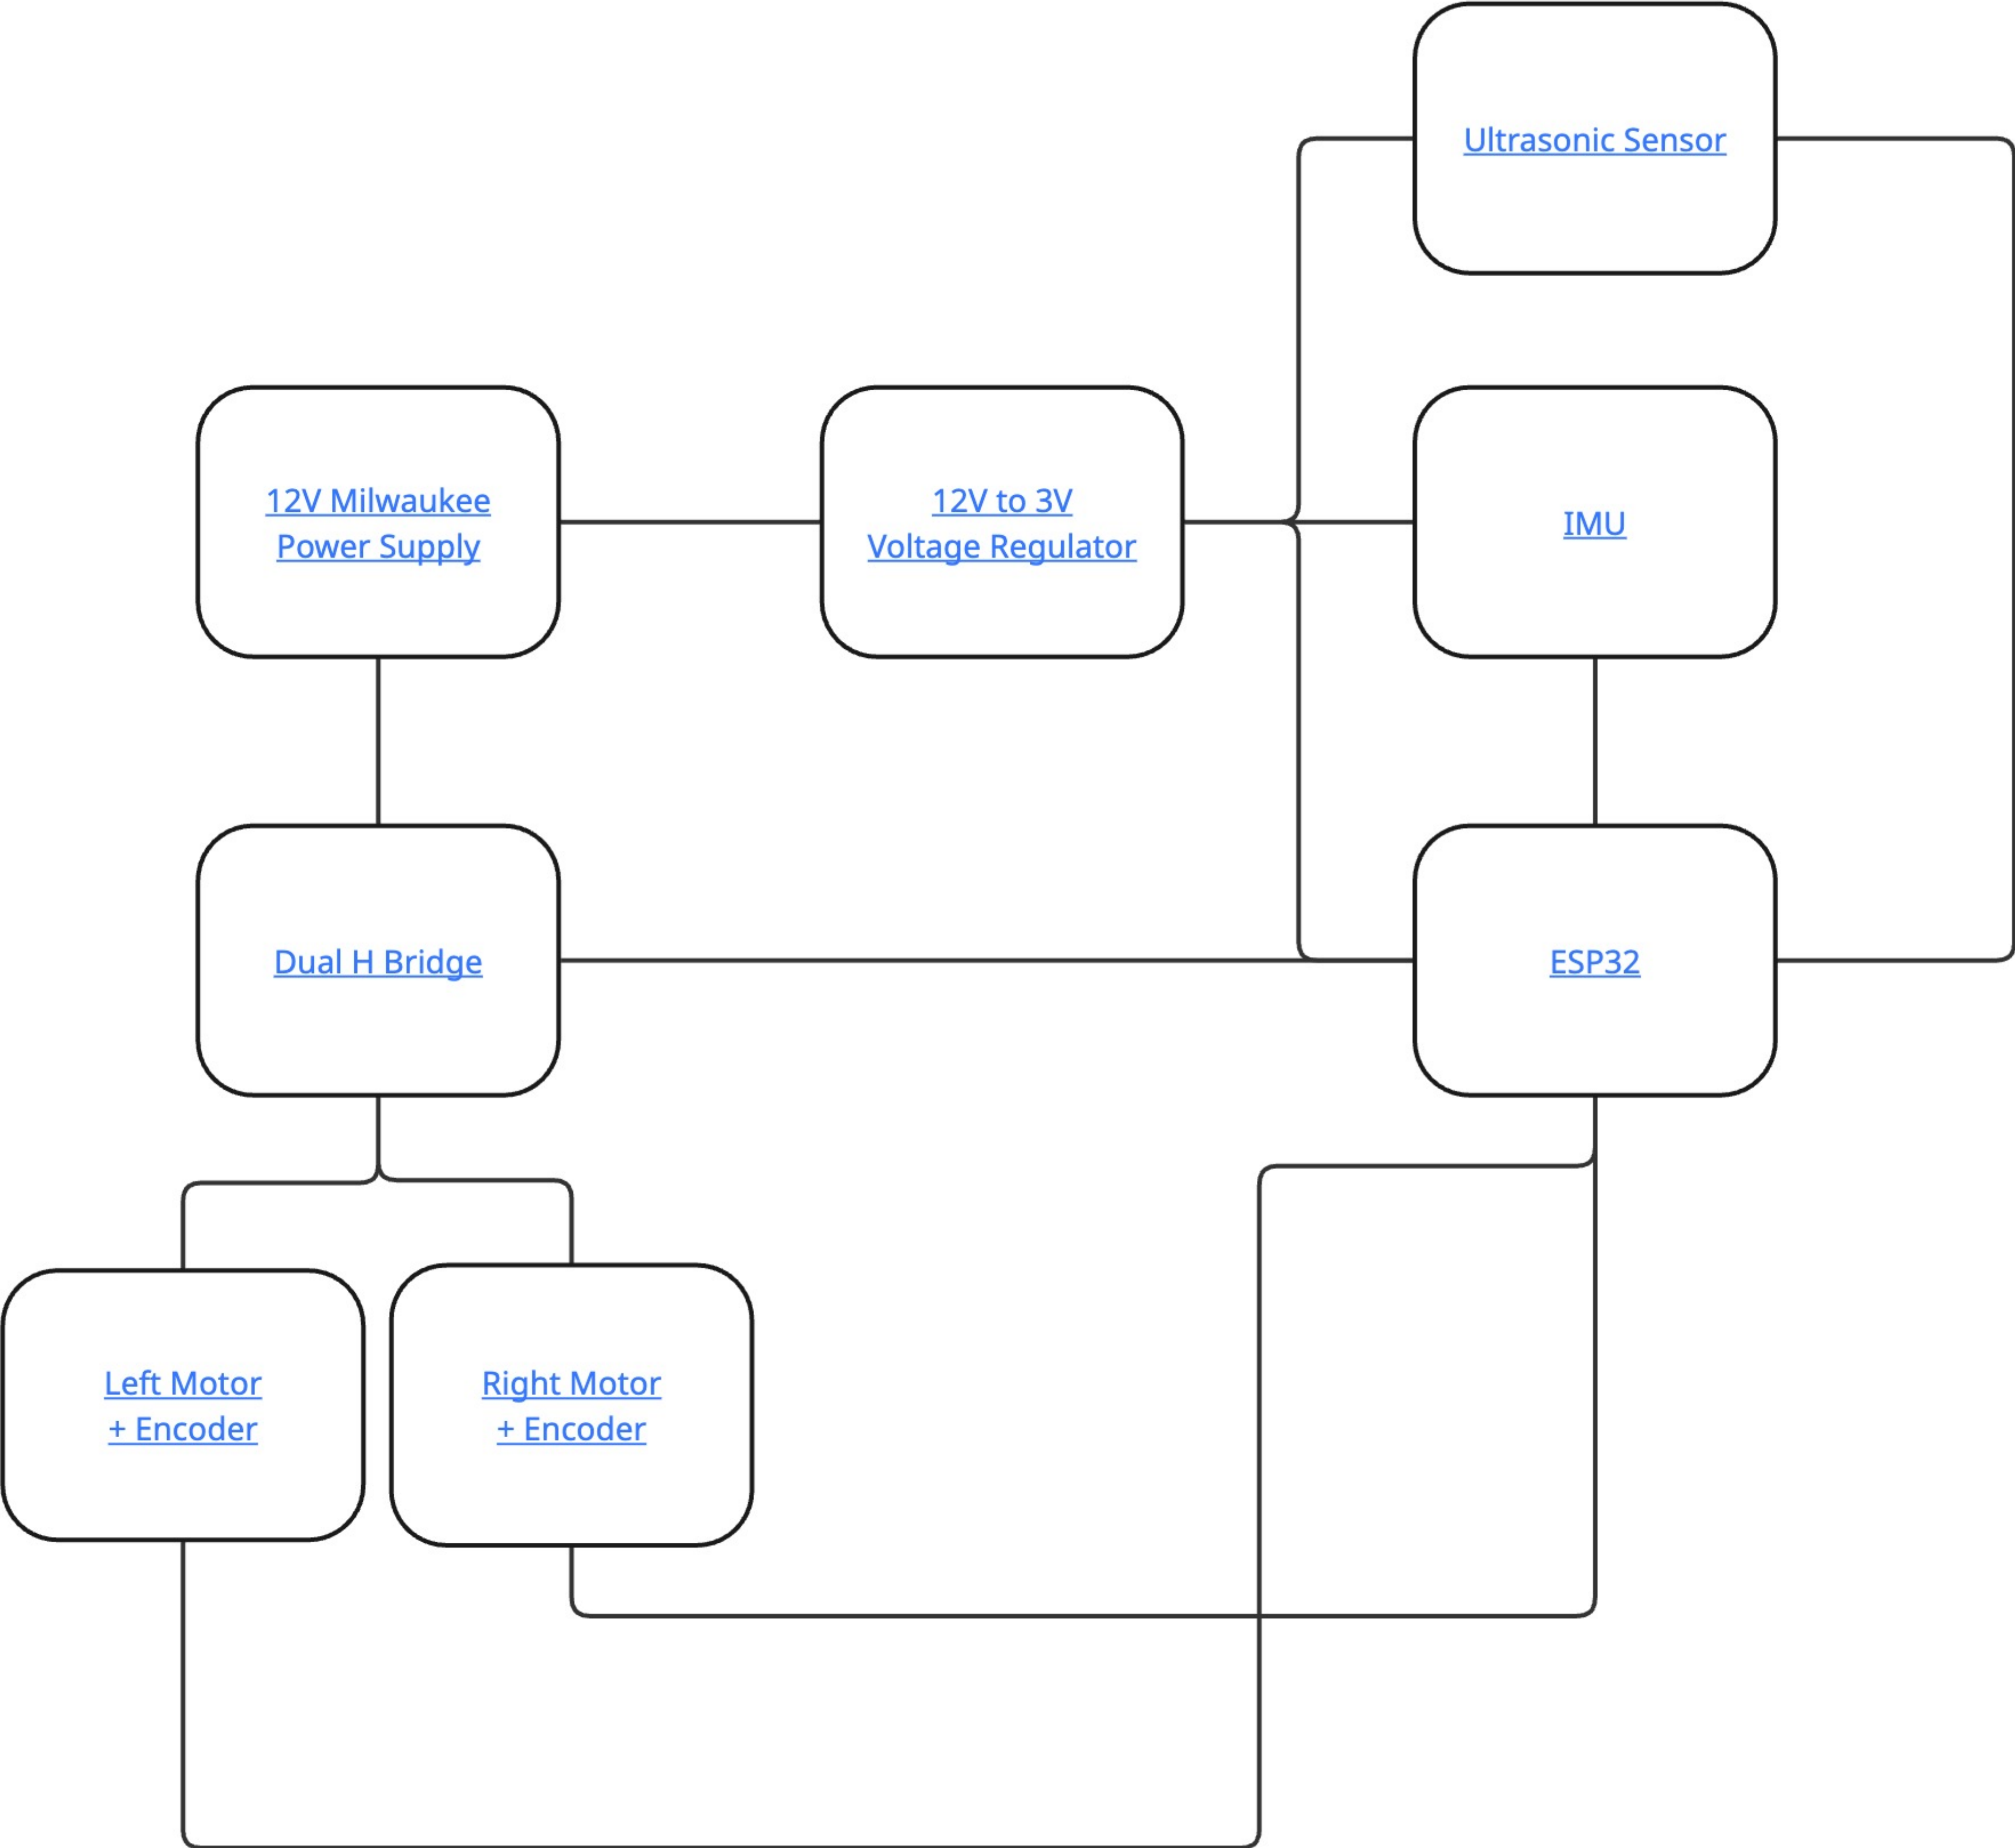 Ultrasonic Sensor
12V Milwaukee
Power Supply
12V to 3V
Voltage Regulator
IMU
Dual H Bridge
ESP32
Left Motor
+ Encoder
Right Motor
+ Encoder